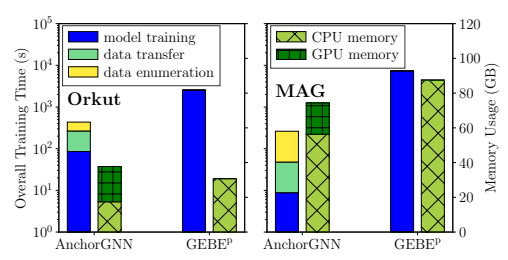 Overall Training Time (s)
10^5
10^4
10^3
10^2
10^1
10^0
model training
data transfer
data enumeration
Orkut
AnchorGNN
GEBE^p
CPU memory
GPU memory
MAG
AnchorGNN
GEBE^p
120
100
80
60
40
20
0
Memory Usage (GB)